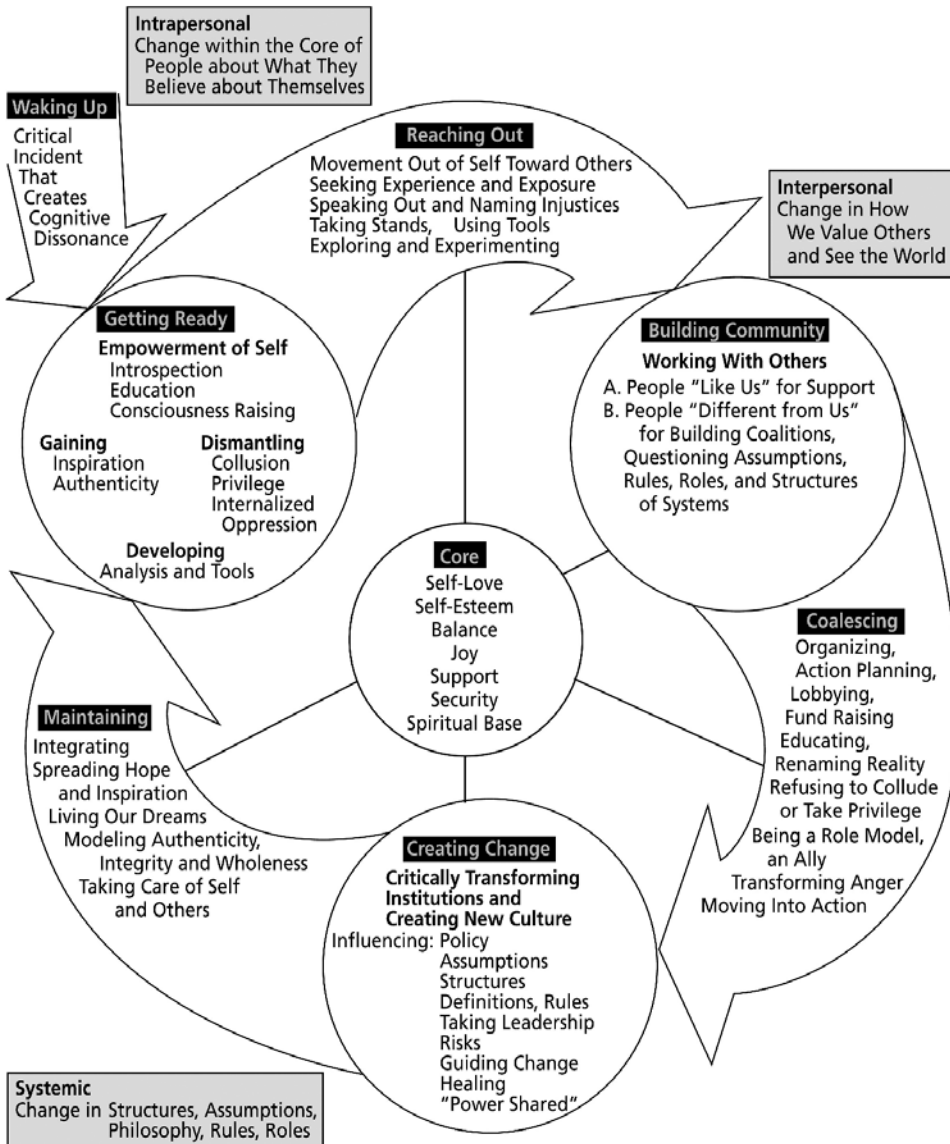 Intrapersonal
Change within the Core of
People about What They
Believe about Themselves
Waking Up
Critical
Incident
That
Creates
Cognitive
Dissonance
Reaching Out
Movement Out of Self Toward Others
Seeking Experience and Exposure
Speaking Out and Naming Injustices
Taking Stands, Using Tools
Exploring and Experimenting
Interpersonal
Change in How
We Value Others
and See the World
Getting Ready
Empowerment of Self
Introspection
Education
Consciousness Raising
Gaining
Inspiration
Authenticity
Dismantling
Collusion
Privilege
Internalized
Oppression
Developing
Analysis and Tools
Building Community
Working With Others
A. People “Like Us” for Support
B. People “Different from Us”
for Building Coalitions,
Questioning Assumptions,
Rules, Roles, and Structures
of Systems
Core
Self-Love
Self-Esteem
Balance
Joy
Support
Security
Spiritual Base
Coalescing
Organizing,
Action Planning,
Lobbying,
Fund Raising
Educating,
Renaming Reality
Refusing to Collude
or Take Privilege
Being a Role Model,
an Ally
Transforming Anger
Moving Into Action
Maintaining
Integrating
Spreading Hope
and Inspiration
Living Our Dreams
Modeling Authenticity,
Integrity and Wholeness
Taking Care of Self
and Others
Creating Change
Critically Transforming
Institutions and
Creating New Culture
Influencing: Policy
Assumptions
Structures
Definitions, Rules
Taking Leadership
Risks
Guiding Change
Healing
“Power Shared”
Systemic
Change in Structures, Assumptions,
Philosophy, Rules, Roles